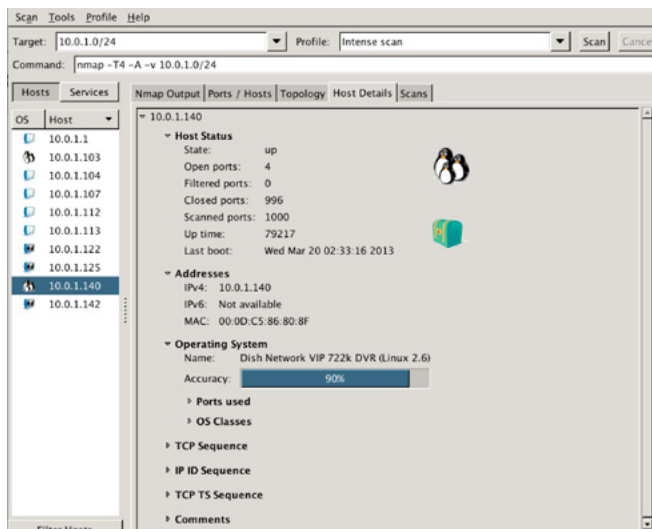 Scan Tools Profile Help
Target: 10.0.1.0/24 Profile: Intense scan Scan Cance
Command: nmap -T4 -A -v 10.0.1.0/24
Hosts Services Nmap Output Ports / Hosts Topology Host Details Scans
OS Host
10.0.1.1
10.0.1.103
10.0.1.104
10.0.1.107
10.0.1.112
10.0.1.113
10.0.1.122
10.0.1.125
10.0.1.140
10.0.1.142
Filter Hosts
10.0.1.140
Host Status
State: up
Open ports: 4
Filtered ports: 0
Closed ports: 996
Scanned ports: 1000
Up time: 79217
Last boot: Wed Mar 20 02:33:16 2013
Addresses
IPv4: 10.0.1.140
IPv6: Not available
MAC: 00:0D:C5:86:80:8F
Operating System
Name: Dish Network VIP 722k DVR (Linux 2.6)
Accuracy: 90%
Ports used
OS Classes
TCP Sequence
IP ID Sequence
TCP TS Sequence
Comments